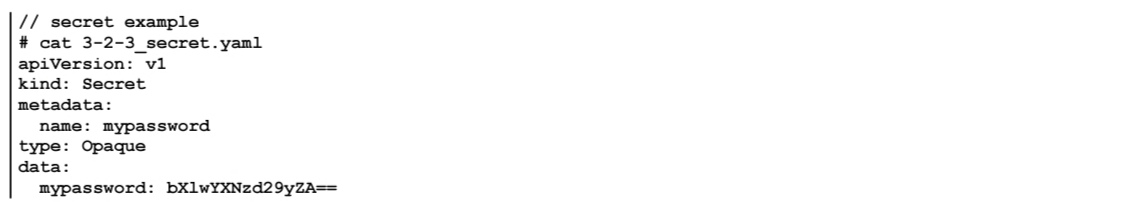 // secret example
# cat 3-2-3_secret.yaml
apiVersion: v1
kind: Secret
metadata:
  name: mypassword
type: Opaque
data:
  mypassword: bXlwYXNzd29yZA==